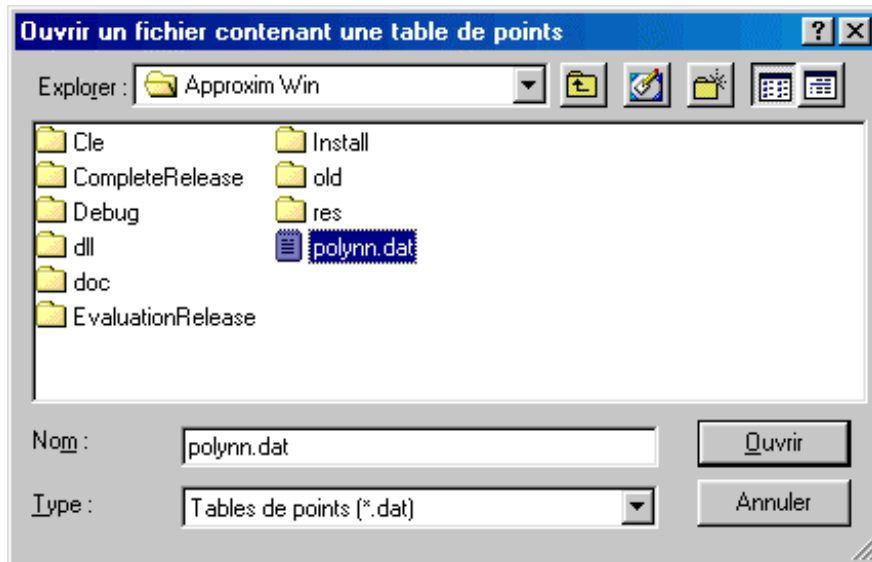 Ouvrir un fichier contenant une table de points
Explorer : Approxim Win
Cle
CompleteRelease
Debug
dll
doc
EvaluationRelease
Install
old
res
polynn.dat
Nom : polynn.dat
Ouvrir
Type : Tables de points (*.dat)
Annuler